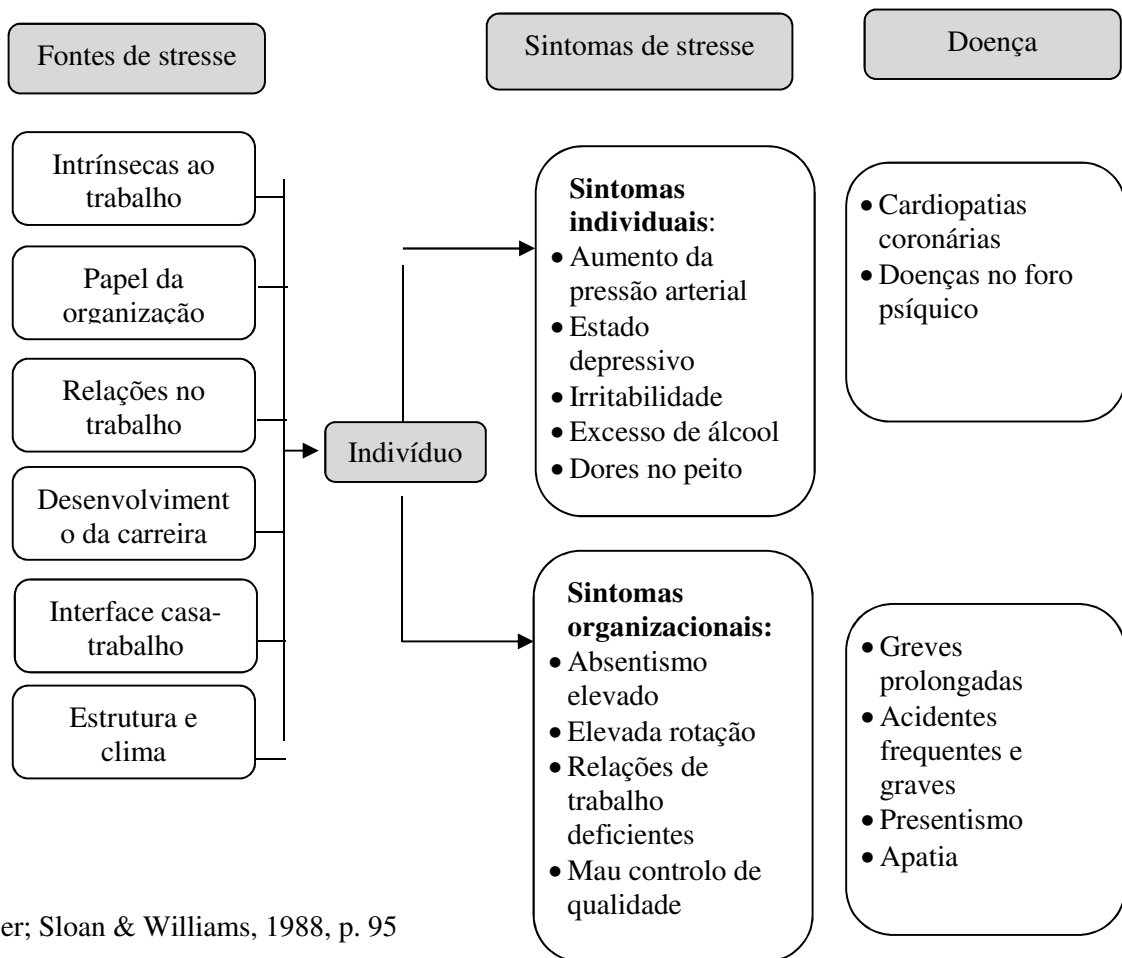 Fontes de stresse
Sintomas de stresse
Doença
Intrínsecas ao
trabalho
Papel da
organização
Relações no
trabalho
Desenvolviment
o da carreira
Interface casa-
trabalho
Estrutura e
clima
Indivíduo
Sintomas
individuais:
• Aumento da
pressão arterial
• Estado
depressivo
• Irritabilidade
• Excesso de álcool
• Dores no peito
• Cardiopatias
coronárias
• Doenças no foro
psíquico
Sintomas
organizacionais:
• Absentismo
elevado
• Elevada rotação
• Relações de
trabalho
deficientes
• Mau controlo de
qualidade
• Greves
prolongadas
• Acidentes
frequentes e
graves
• Presentismo
• Apatia
er; Sloan & Williams, 1988, p. 95